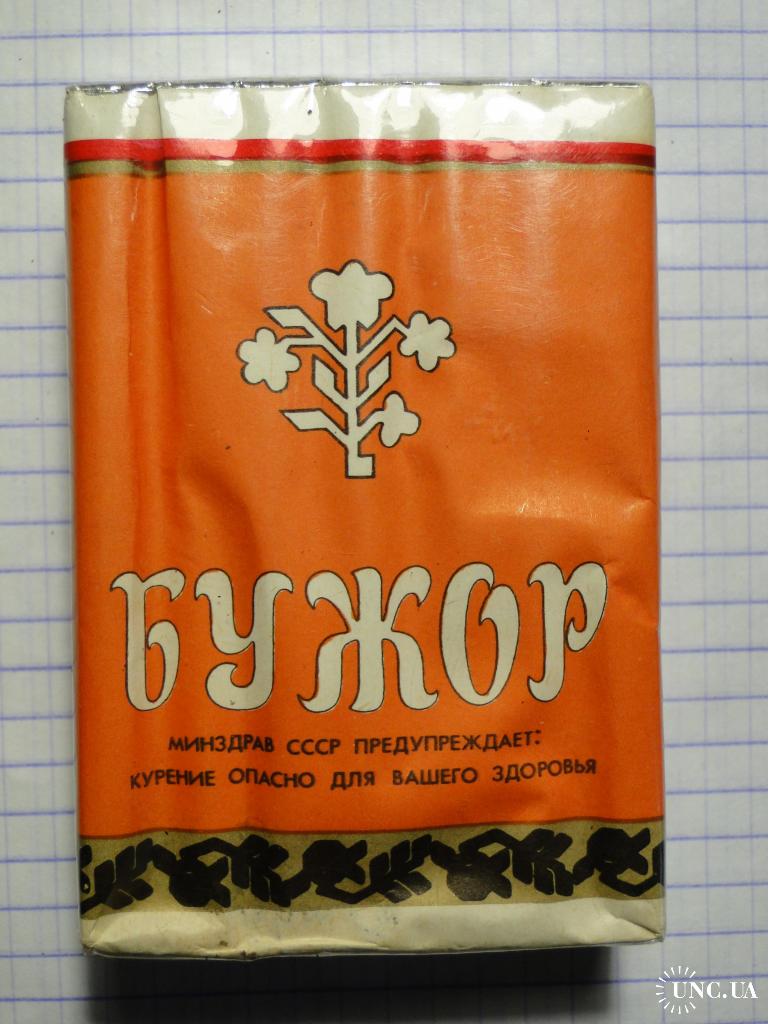 БУЖОР
МИНЗДРАВ СССР ПРЕДУПРЕЖДАЕТ:
КУРЕНИЕ ОПАСНО ДЛЯ ВАШЕГО ЗДОРОВЬЯ
UNC.UA